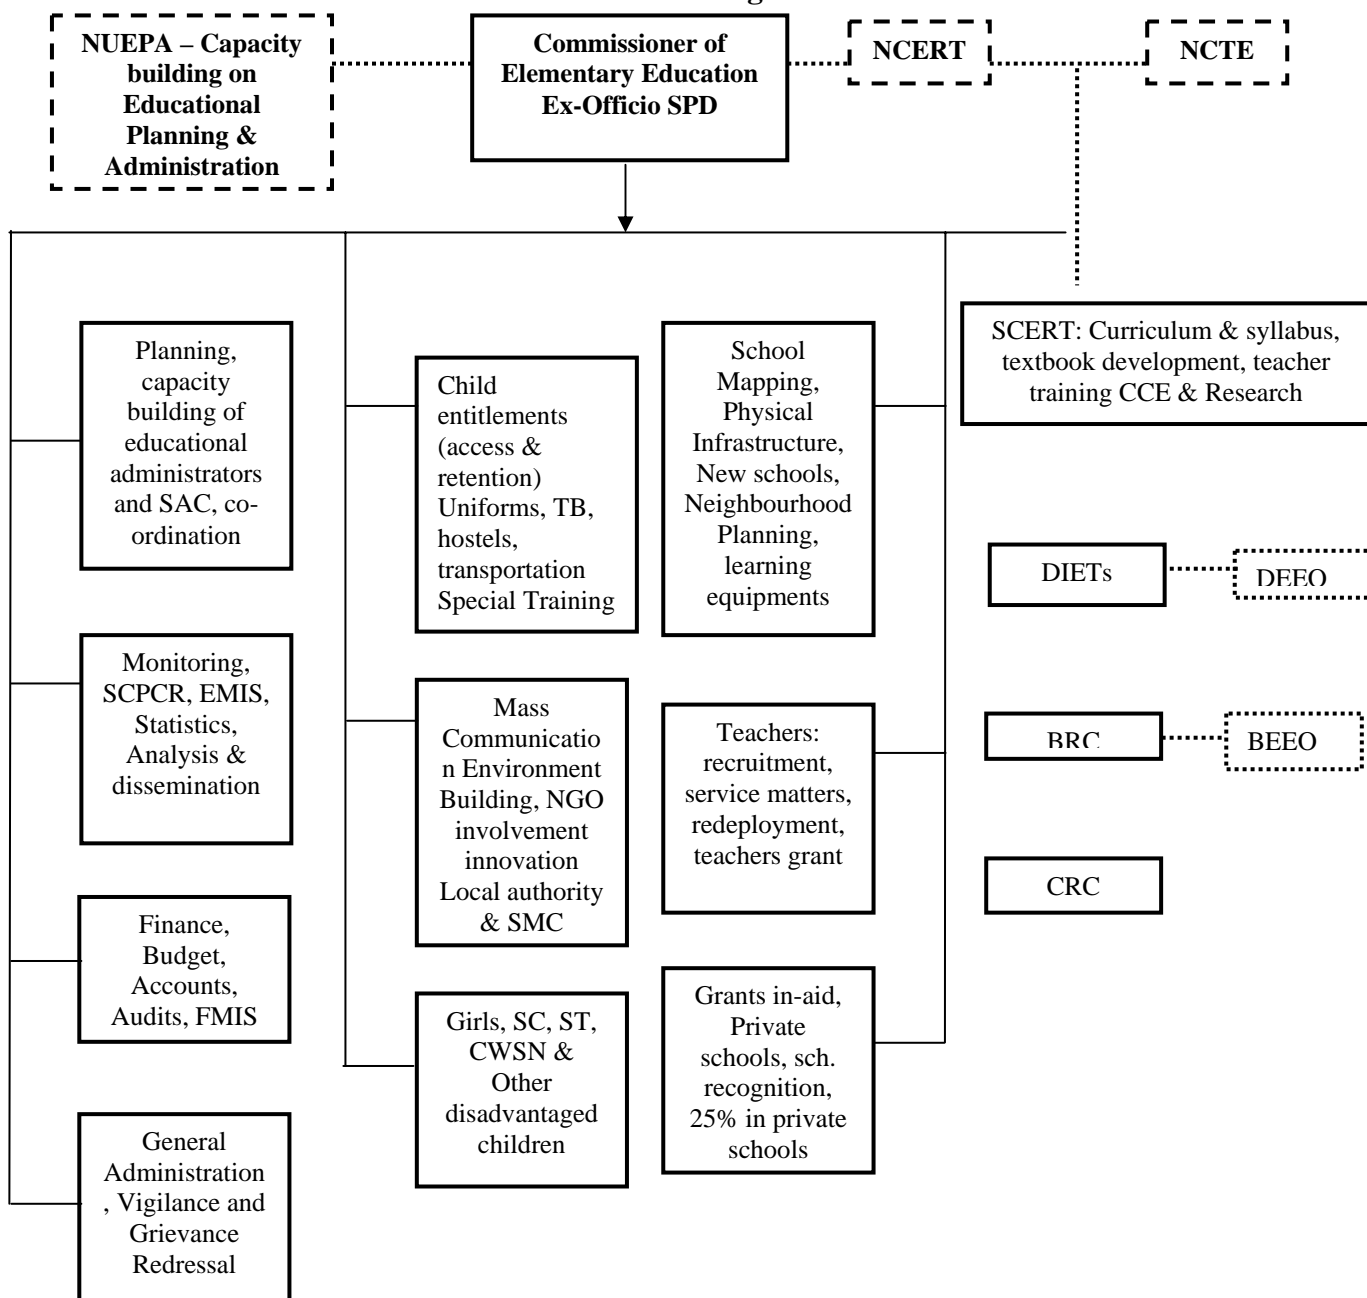 NUEPA – Capacity
building on
Educational
Planning &
Administration
Commissioner of
Elementary Education
Ex-Officio SPD
NCERT
NCTE
Planning,
capacity
building of
educational
administrators
and SAC, co-
ordination
Monitoring,
SCPCR, EMIS,
Statistics,
Analysis &
dissemination
Finance,
Budget,
Accounts,
Audits, FMIS
General
Administration
, Vigilance and
Grievance
Redressal
Child
entitlements
(access &
retention)
Uniforms, TB,
hostels,
transportation
Special Training
Mass
Communicatio
n Environment
Building, NGO
involvement
innovation
Local authority
& SMC
Girls, SC, ST,
CWSN &
Other
disadvantaged
children
School
Mapping,
Physical
Infrastructure,
New schools,
Neighbourhood
Planning,
learning
equipments
Teachers:
recruitment,
service matters,
redeployment,
teachers grant
Grants in-aid,
Private
schools, sch.
recognition,
25% in private
schools
SCERT: Curriculum & syllabus,
textbook development, teacher
training CCE & Research
DIETs
DEEO
BRC
BEEO
CRC